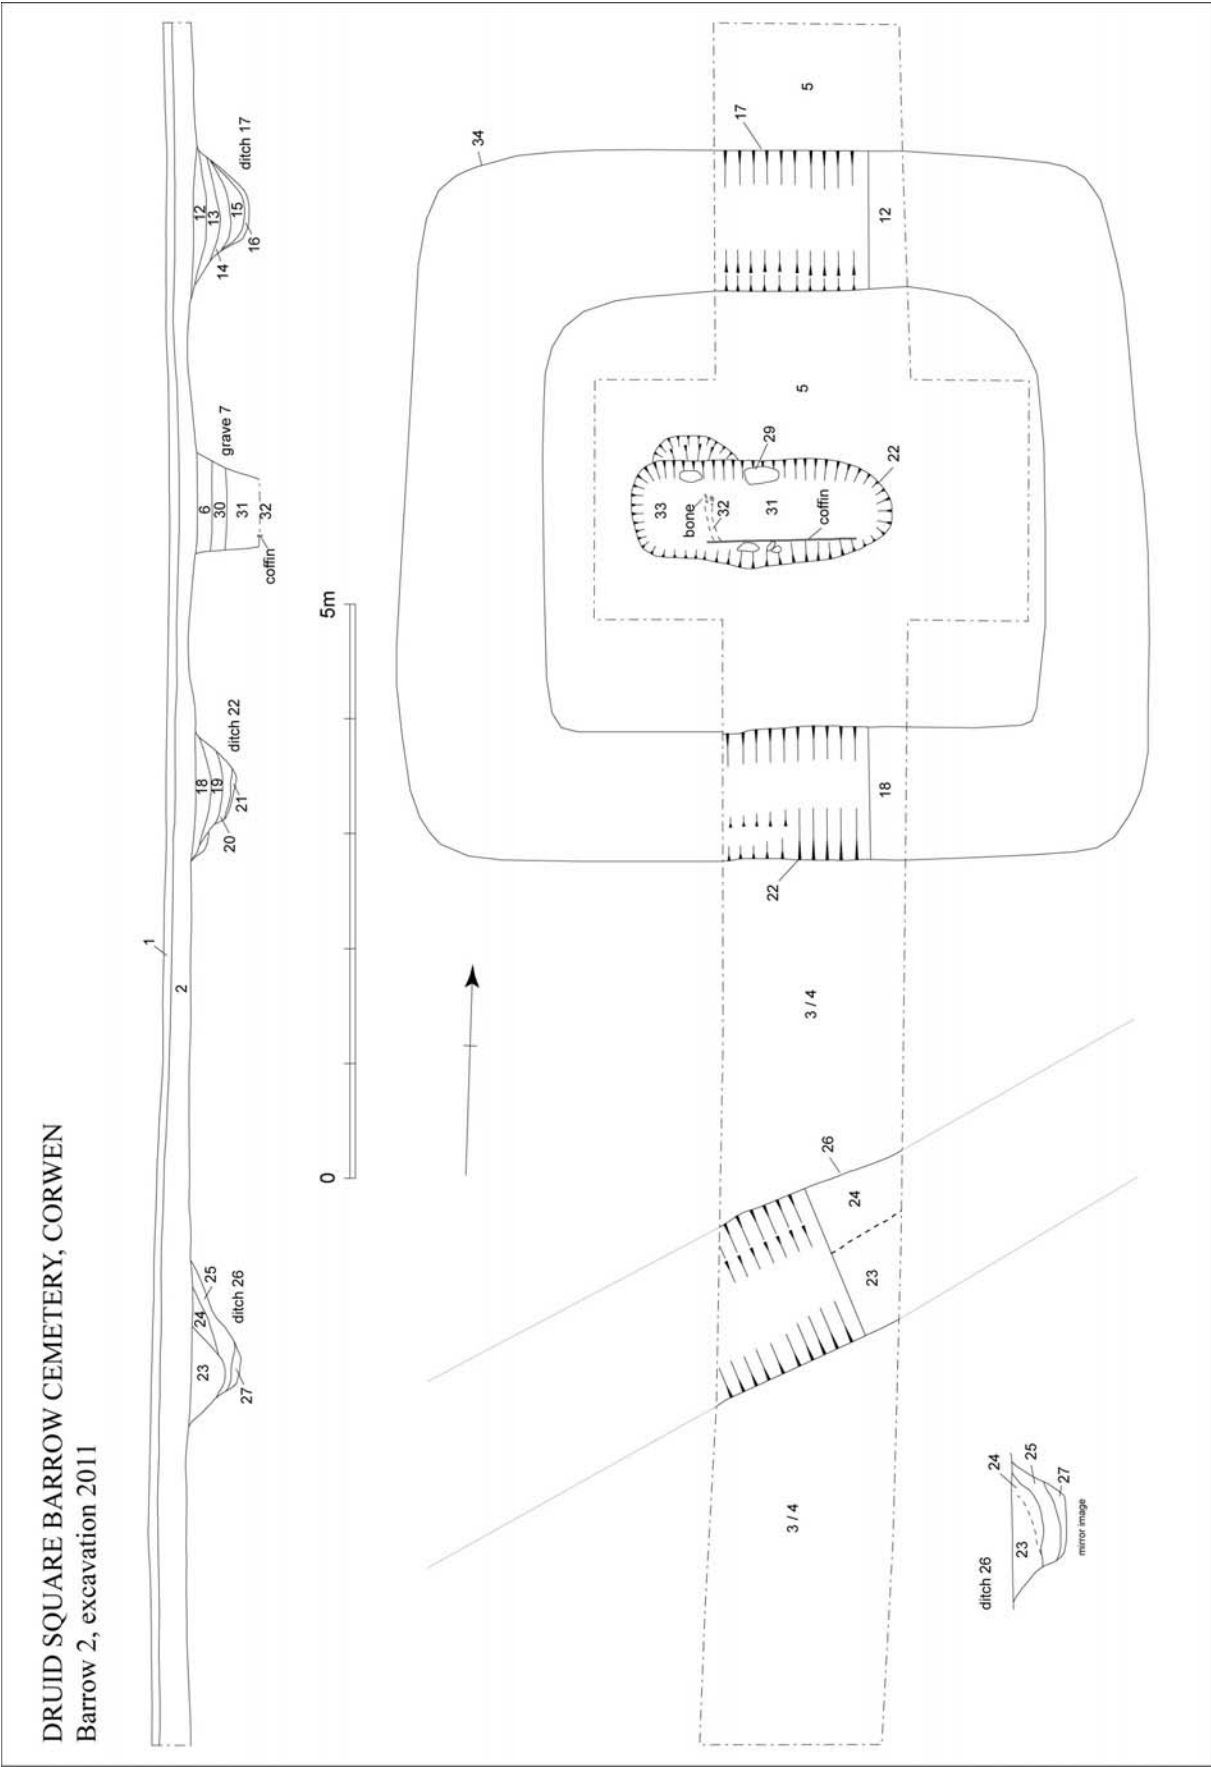 DRUID SQUARE BARROW CEMETERY, CORWEN
Barrow 2, excavation 2011
1
2
23
24
25
27
ditch 26
18
19
20
21
ditch 22
6
30
31
32
coffin
grave 7
12
13
14
15
16
ditch 17
0
5m
34
17
5
12
5
29
22
33
bone
32
31
coffin
18
22
3 / 4
26
24
23
3 / 4
ditch 26
23
24
25
27
mirror image